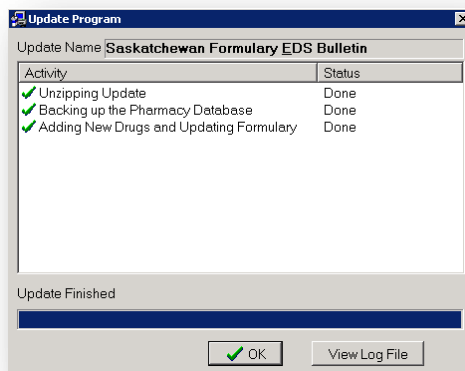 Update Program
Update Name Saskatchewan Formulary EDS Bulletin
Activity Status
Unzipping Update Done
Backing up the Pharmacy Database Done
Adding New Drugs and Updating Formulary Done
Update Finished
OK View Log File